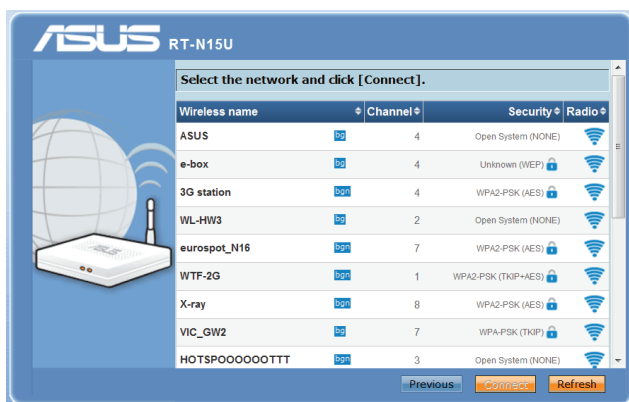 ASUS RT-N15U
Select the network and click [Connect].
Wireless name Channel Security Radio
ASUS bg 4 Open System (NONE)
e-box bg 4 Unknown (WEP)
3G station bgn 4 WPA2-PSK (AES)
WL-HW3 bg 2 Open System (NONE)
eurospot_N16 bgn 7 WPA2-PSK (AES)
WTF-2G bgn 1 WPA2-PSK (TKIP+AES)
X-ray bgn 8 WPA2-PSK (AES)
VIC_GW2 bg 7 WPA-PSK (TKIP)
HOTSPOOOOOOTTT bgn 3 Open System (NONE)
Previous Connect Refresh